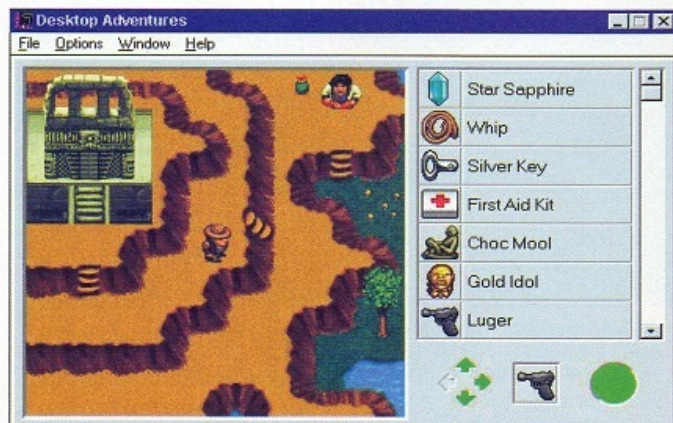 Desktop Adventures
File Options Window Help
Star Sapphire
Whip
Silver Key
First Aid Kit
Choc Mool
Gold Idol
Luger